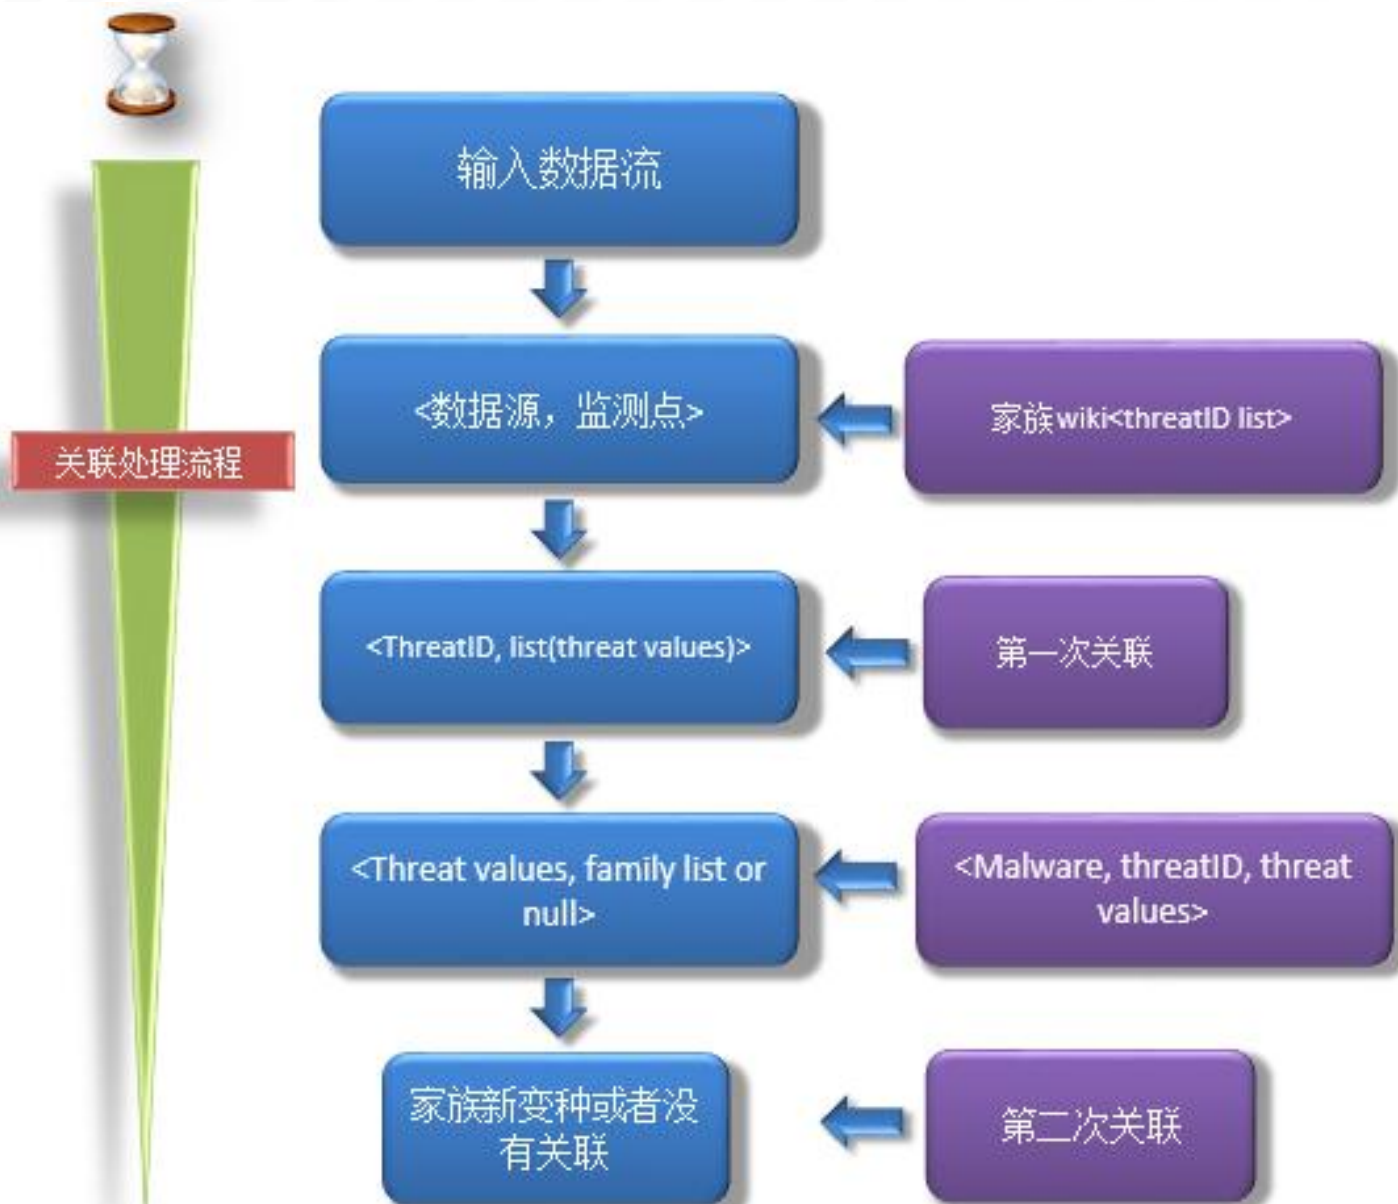 输入数据流
<数据源，监测点>
家族wiki<threatID list>
关联处理流程
<ThreatID, list(threat values)>
第一次关联
<Threat values, family list or
null>
<Malware, threatID, threat
values>
家族新变种或者没
有关联
第二次关联